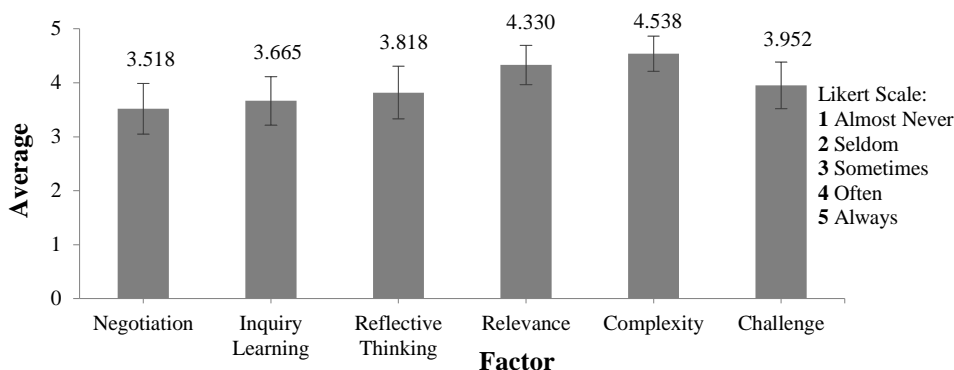 Average
5
4
3
2
1
0
3.518
3.665
3.818
4.330
4.538
3.952
Negotiation
Inquiry
Learning
Reflective
Thinking
Relevance
Complexity
Challenge
Factor
Likert Scale:
1 Almost Never
2 Seldom
3 Sometimes
4 Often
5 Always